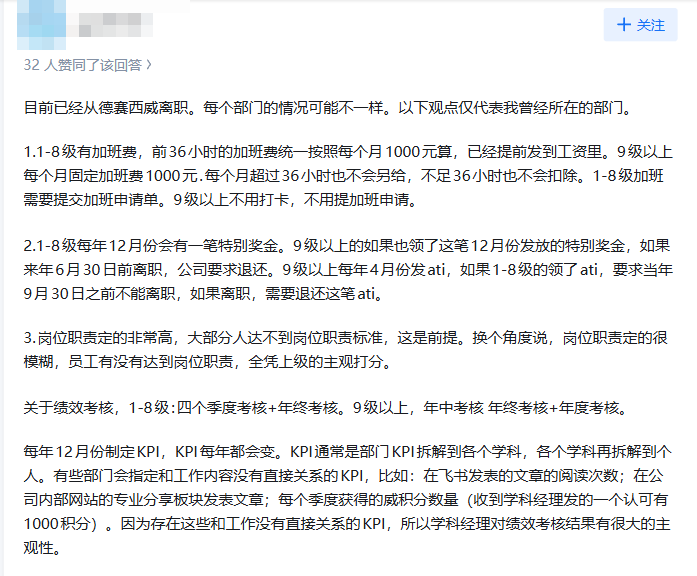 + 关注
32 人赞同了该回答 >
目前已经从德赛西威离职。每个部门的情况可能不一样。以下观点仅代表我曾经所在的部门。
1.1-8级有加班费，前36小时的加班费统一按照每个月1000元算，已经提前发到工资里。9级以上
每个月固定加班费1000元.每个月超过36小时也不会另给，不足36小时也不会扣除。1-8级加班
需要提交加班申请单。9级以上不用打卡，不用提加班申请。
2.1-8级每年12月份会有一笔特别奖金。9级以上的如果也领了这笔12月份发放的特别奖金，如果
来年6月30日前离职，公司要求退还。9级以上每年4月份发ati，如果1-8级的领了ati，要求当年
9月30日之前不能离职，如果离职，需要退还这笔ati。
3.岗位职责定的非常高，大部分人达不到岗位职责标准，这是前提。换个角度说，岗位职责定的很
模糊，员工有没有达到岗位职责，全凭上级的主观打分。
关于绩效考核，1-8级:四个季度考核+年终考核。9级以上，年中考核 年终考核+年度考核。
每年12月份制定KPI，KPI每年都会变。KPI通常是部门KPI拆解到各个学科，各个学科再拆解到个
人。有些部门会指定和工作内容没有直接关系的KPI，比如：在飞书发表的文章的阅读次数；在公
司内部网站的专业分享板块发表文章；每个季度获得的威积分数量（收到学科经理发的一个认可有
1000积分）。因为存在这些和工作没有直接关系的KPI，所以学科经理对绩效考核结果有很大的主
观性。